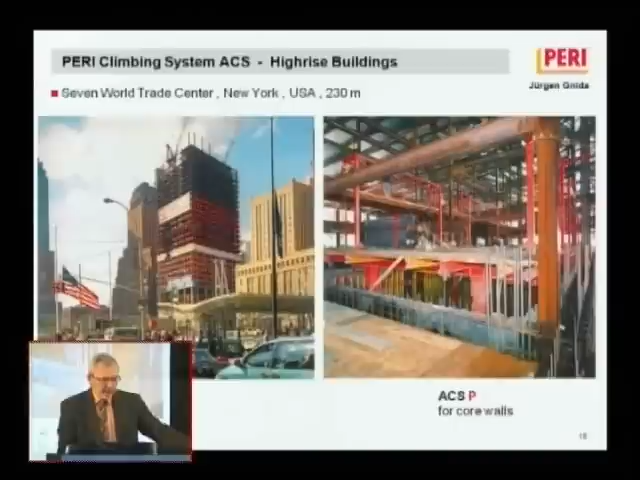 PERI Climbing System ACS - Highrise Buildings
PERI
Jürgen Gnida
Seven World Trade Center , New York , USA , 230 m
ACS P
for core walls